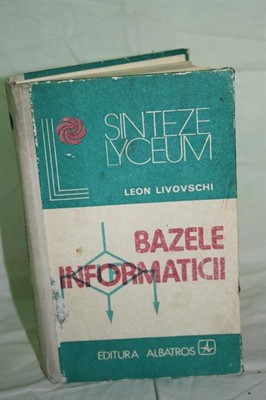 SINTEZE
LYCEUM
LEON LIVOVSCHI
BAZELE
INFORMATICII
EDITURA ALBATROS